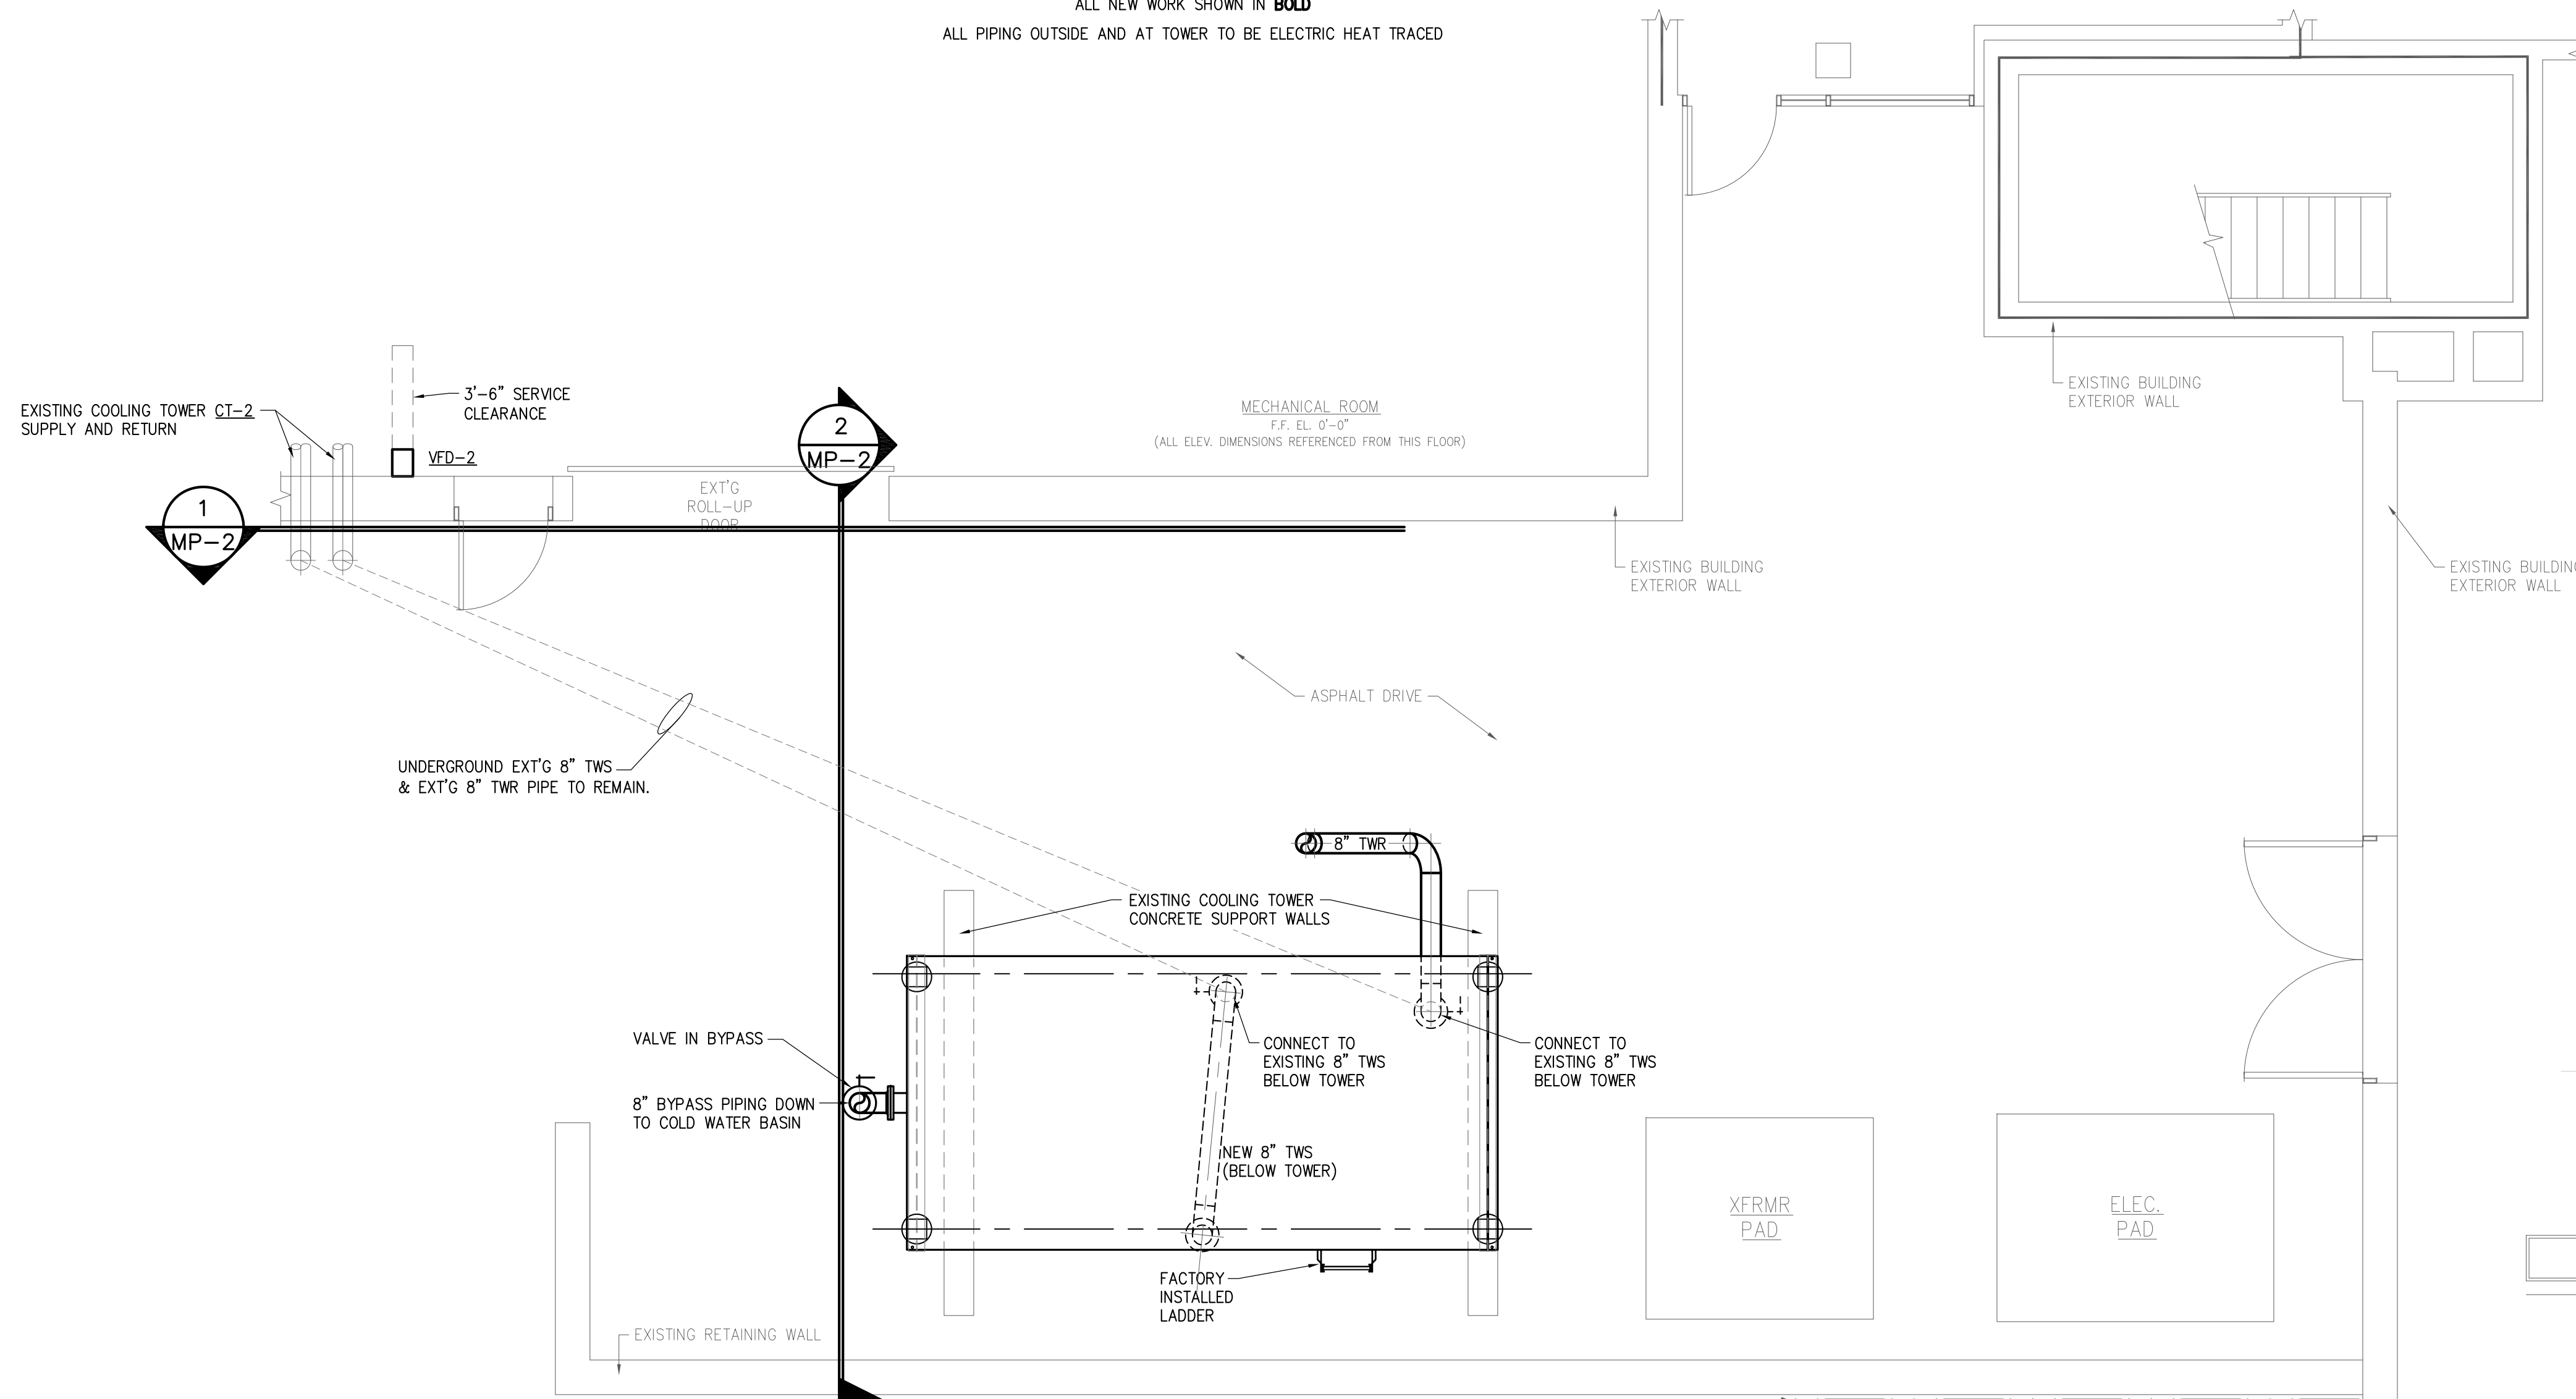 ALL NEW WORK SHOWN IN BOLD
ALL PIPING OUTSIDE AND AT TOWER TO BE ELECTRIC HEAT TRACED
EXISTING COOLING TOWER CT-2
SUPPLY AND RETURN
3'-6" SERVICE
CLEARANCE
VFD-2
2
MP-2
1
MP-2
EXT'G
ROLL-UP
DOOR
MECHANICAL ROOM
F.F. EL. 0'-0"
(ALL ELEV. DIMENSIONS REFERENCED FROM THIS FLOOR)
EXISTING BUILDING
EXTERIOR WALL
EXISTING BUILDING
EXTERIOR WALL
EXISTING BUILDING
EXTERIOR WALL
ASPHALT DRIVE
UNDERGROUND EXT'G 8" TWS
& EXT'G 8" TWR PIPE TO REMAIN.
8" TWR
EXISTING COOLING TOWER
CONCRETE SUPPORT WALLS
VALVE IN BYPASS
8" BYPASS PIPING DOWN
TO COLD WATER BASIN
CONNECT TO
EXISTING 8" TWS
BELOW TOWER
CONNECT TO
EXISTING 8" TWS
BELOW TOWER
NEW 8" TWS
(BELOW TOWER)
FACTORY
INSTALLED
LADDER
XFRMR
PAD
ELEC.
PAD
EXISTING RETAINING WALL